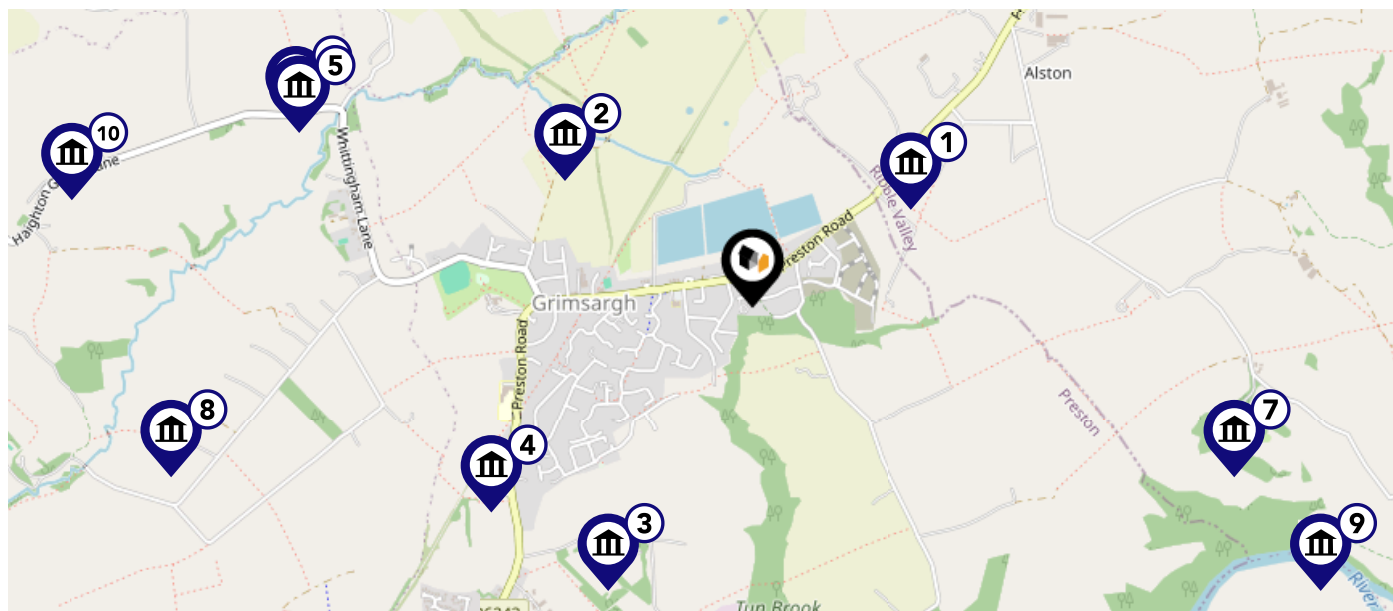 Alston
5
2
10
1
Whittingham Lane
Haighton G
ane
Ribble Valley
Preston Road
Grimsargh
Preston Road
8
7
Preston
4
3
9
River
Tun Brook